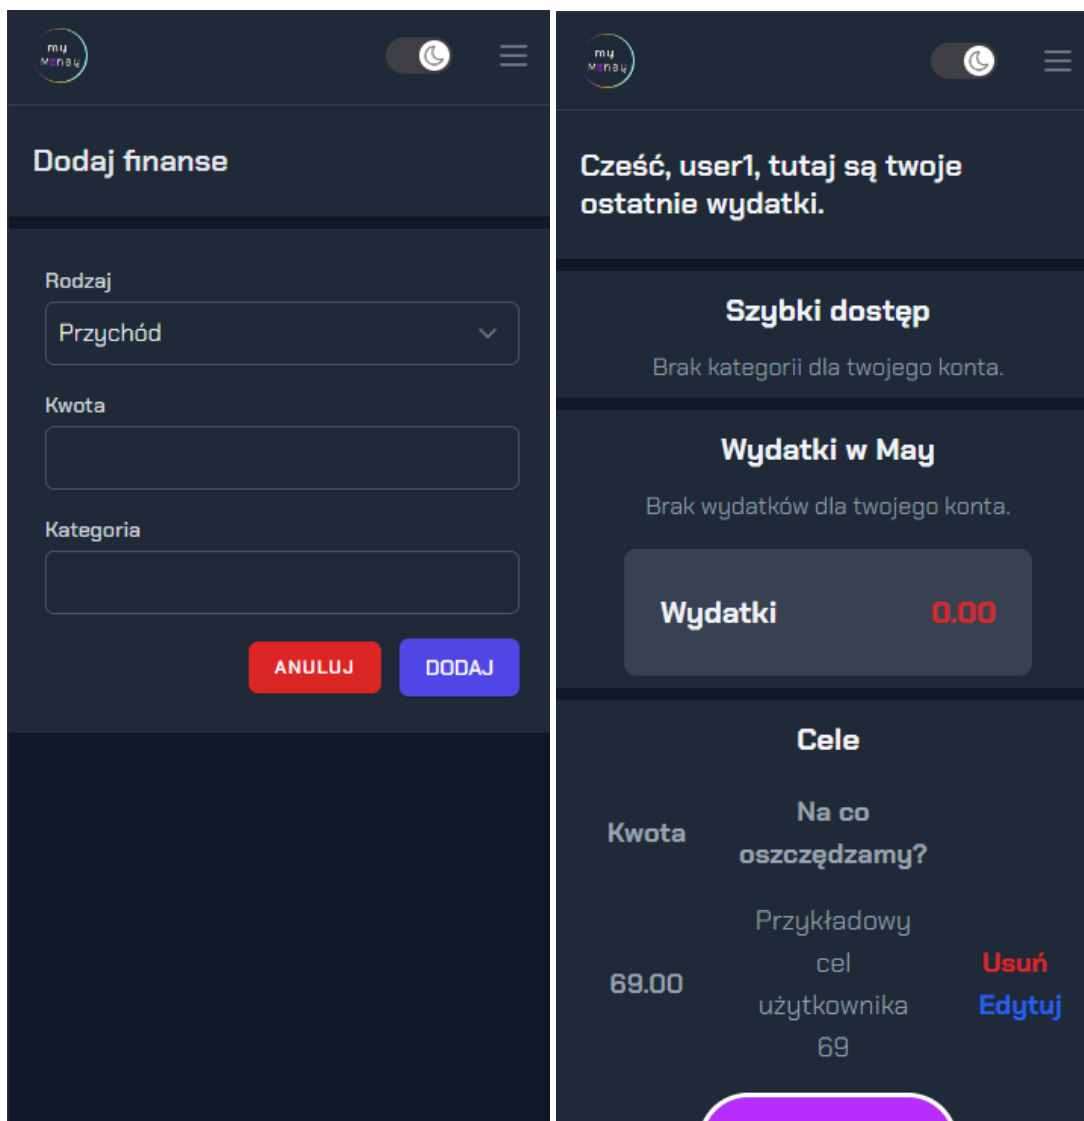 my
Monay
Dodaj finanse
Rodzaj
Przychód
Kwota
Kategoria
ANULUJ DODAJ
my
Monay
Cześć, user1, tutaj są twoje
ostatnie wydatki.
Szybki dostęp
Brak kategorii dla twojego konta.
Wydatki w May
Brak wydatków dla twojego konta.
Wydatki 0.00
Cele
Kwota
Na co
oszczędzamy?
69.00
Przykładowy
cel
użytkownika
69
Usuń
Edytuj